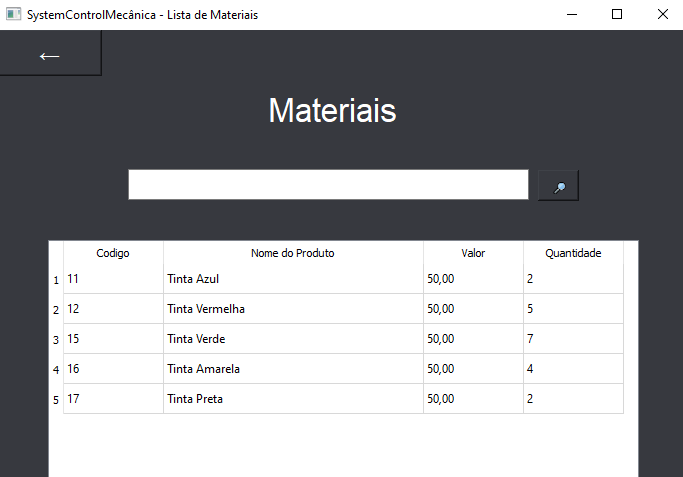 SystemControlMecânica - Lista de Materiais
←
Materiais
Codigo Nome do Produto Valor Quantidade
1 11 Tinta Azul 50,00 2
2 12 Tinta Vermelha 50,00 5
3 15 Tinta Verde 50,00 7
4 16 Tinta Amarela 50,00 4
5 17 Tinta Preta 50,00 2